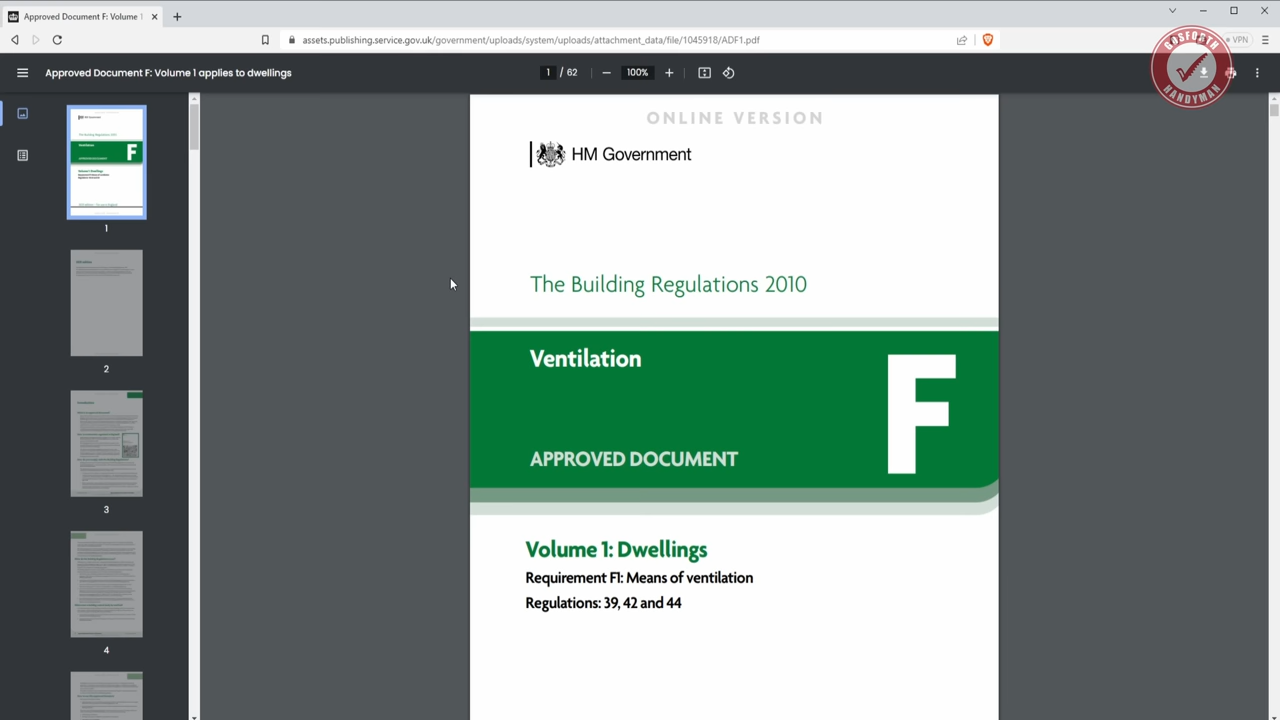 Approved Document F: Volume 1
assets.publishing.service.gov.uk/government/uploads/system/uploads/attachment_data/file/1045918/ADF1.pdf
VPN
GOSFORTH
HANDYMAN
Approved Document F: Volume 1 applies to dwellings
1 / 62
100%
ONLINE VERSION
HM Government
The Building Regulations 2010
Ventilation
F
APPROVED DOCUMENT
Volume 1: Dwellings
Requirement F1: Means of ventilation
Regulations: 39, 42 and 44
F
1
2
3
4